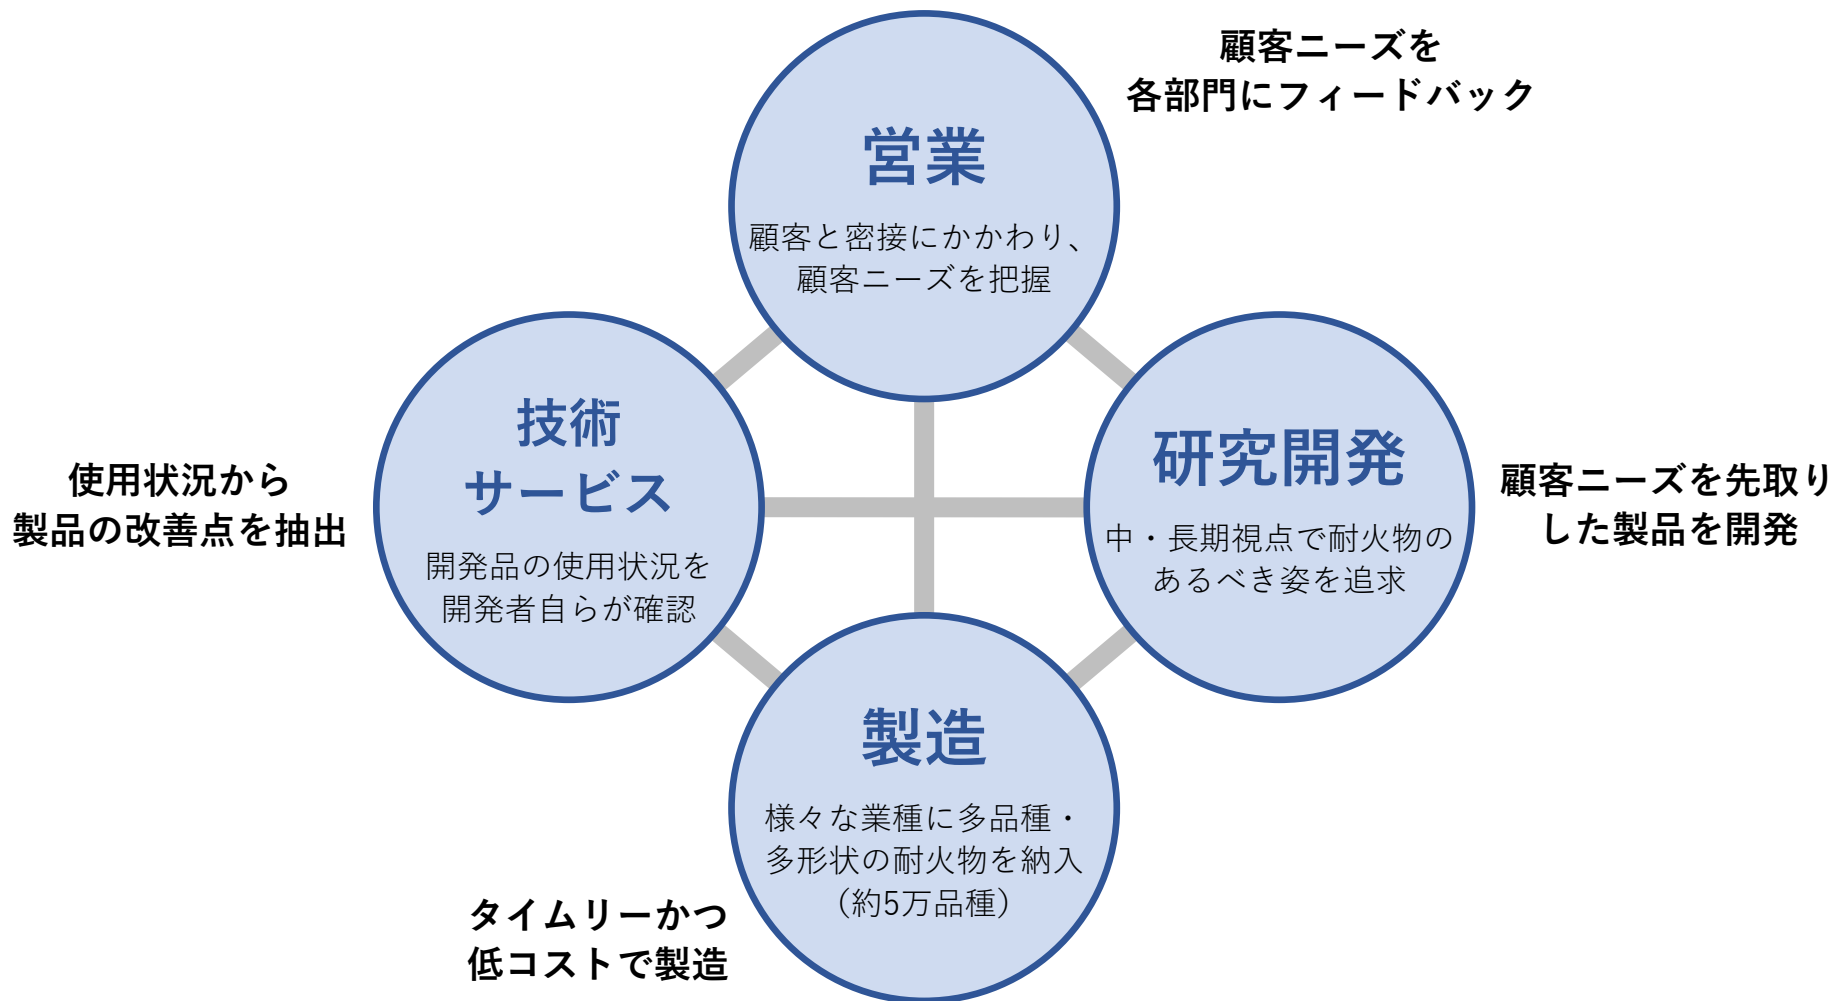 顧客ニーズを
各部門にフィードバック
営業
顧客と密接にかかわり、
顧客ニーズを把握
技術
サービス
開発品の使用状況を
開発者自らが確認
使用状況から
製品の改善点を抽出
研究開発
中・長期視点で耐火物の
あるべき姿を追求
顧客ニーズを先取り
した製品を開発
製造
様々な業種に多品種・
多形状の耐火物を納入
(約5万品種)
タイムリーかつ
低コストで製造